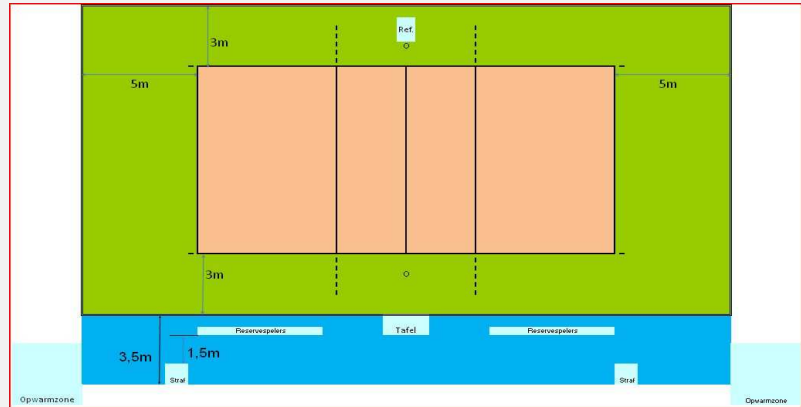 Ref.
3m
5m
5m
3m
Reservespelers
Tafel
Reservespelers
3,5m
1,5m
Straf
Straf
Opwarmzone
Opwarmzone